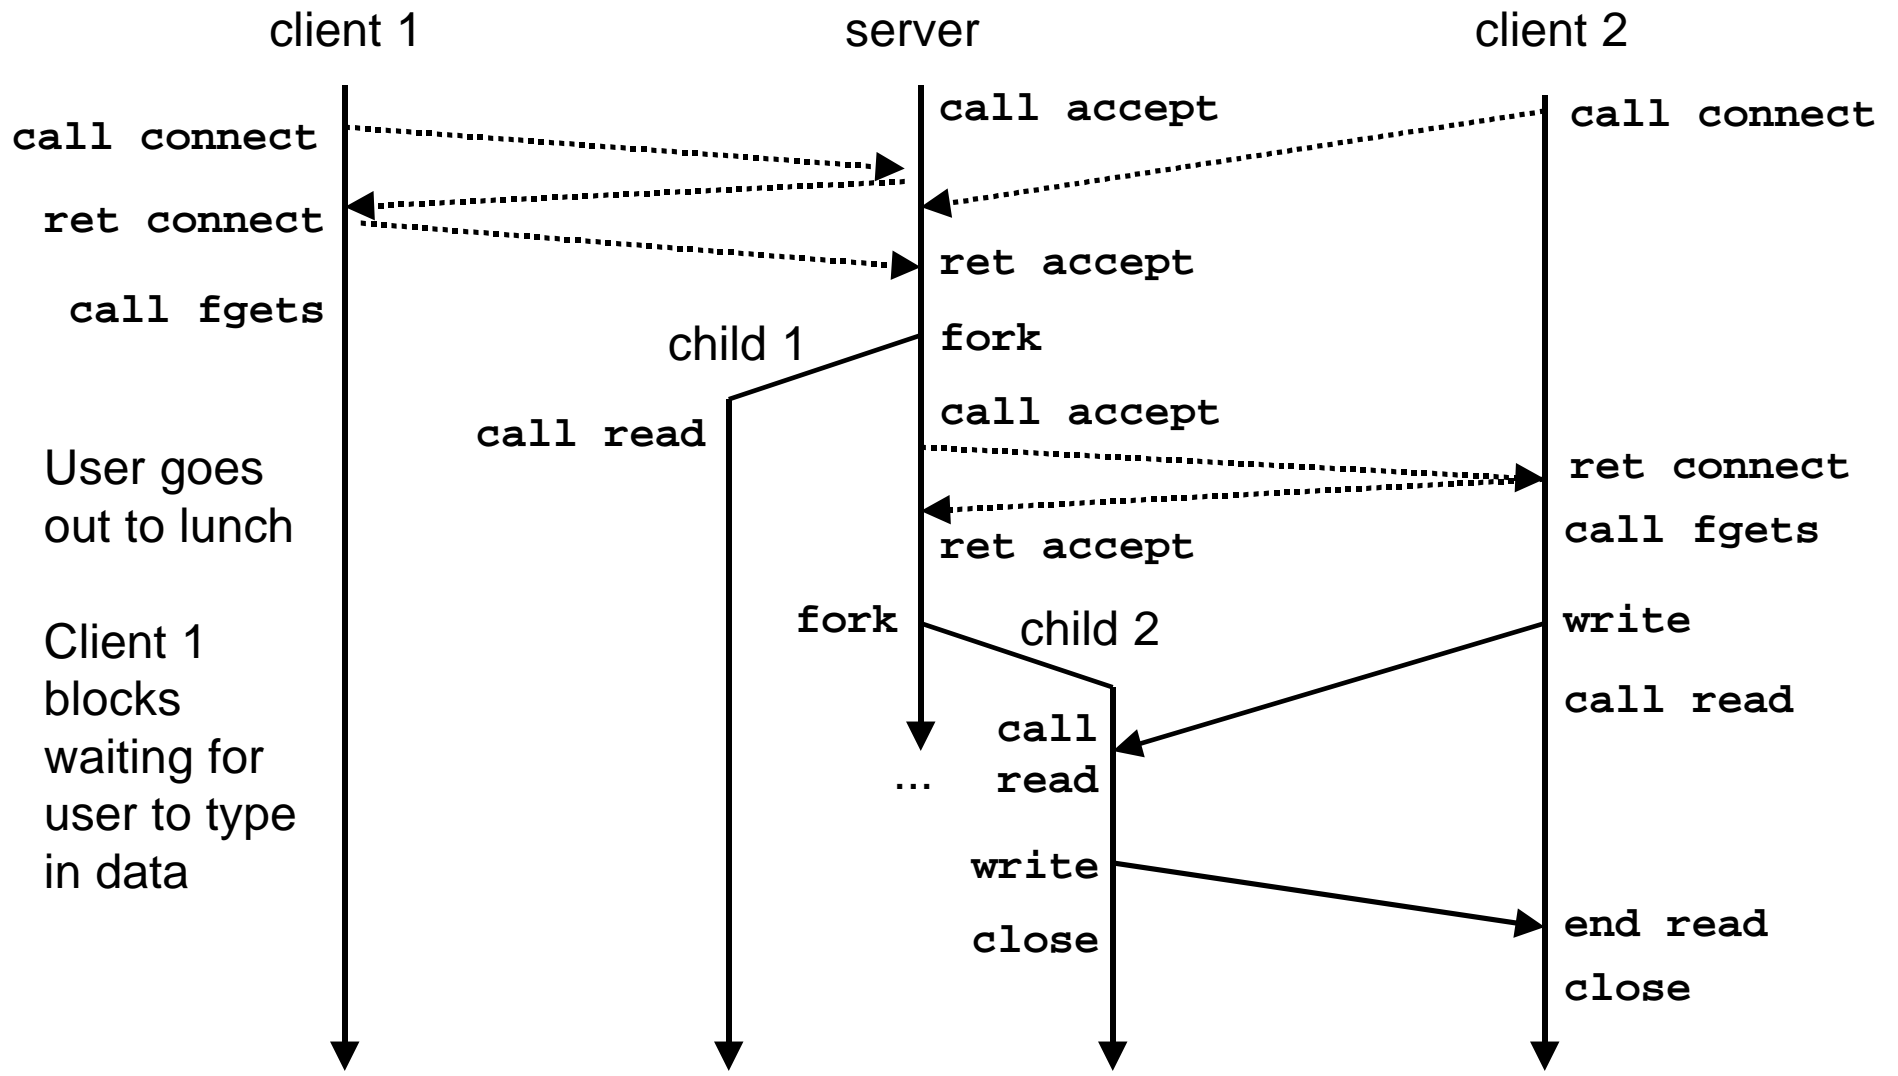 client 1
server
client 2
call accept
call connect
call connect
ret connect
ret accept
call fgets
child 1
fork
call accept
call read
User goes
out to lunch
ret connect
call fgets
ret accept
fork
child 2
write
Client 1
blocks
waiting for
user to type
in data
call read
call
read
...
write
close
end read
close